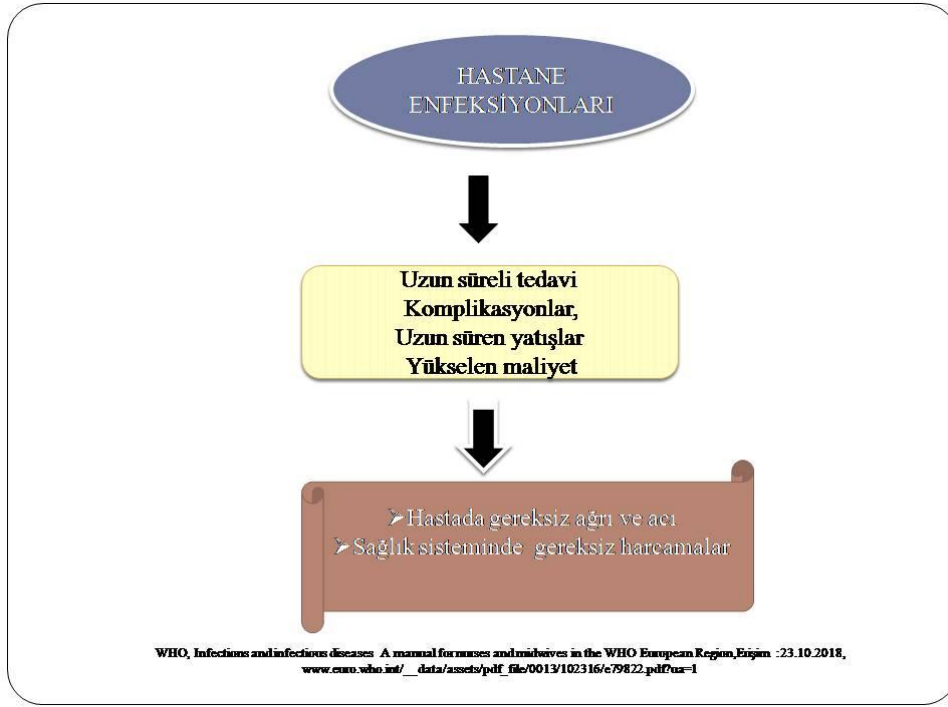 HASTANE
ENFEKSİYONLARI
Uzun süreli tedavi
Komplikasyonlar,
Uzun süren yatışlar
Yükselen maliyet
➤Hastada gereksiz ağrı ve acı
➤Sağlık sisteminde gereksiz harcamalar
WHO, Infections and infectious diseases A manual for nurses and midwives in the WHO European Region,Erişim :23.10.2018,
www.euro.who.int/__data/assets/pdf_file/0013/102316/e79822.pdf?ua=1